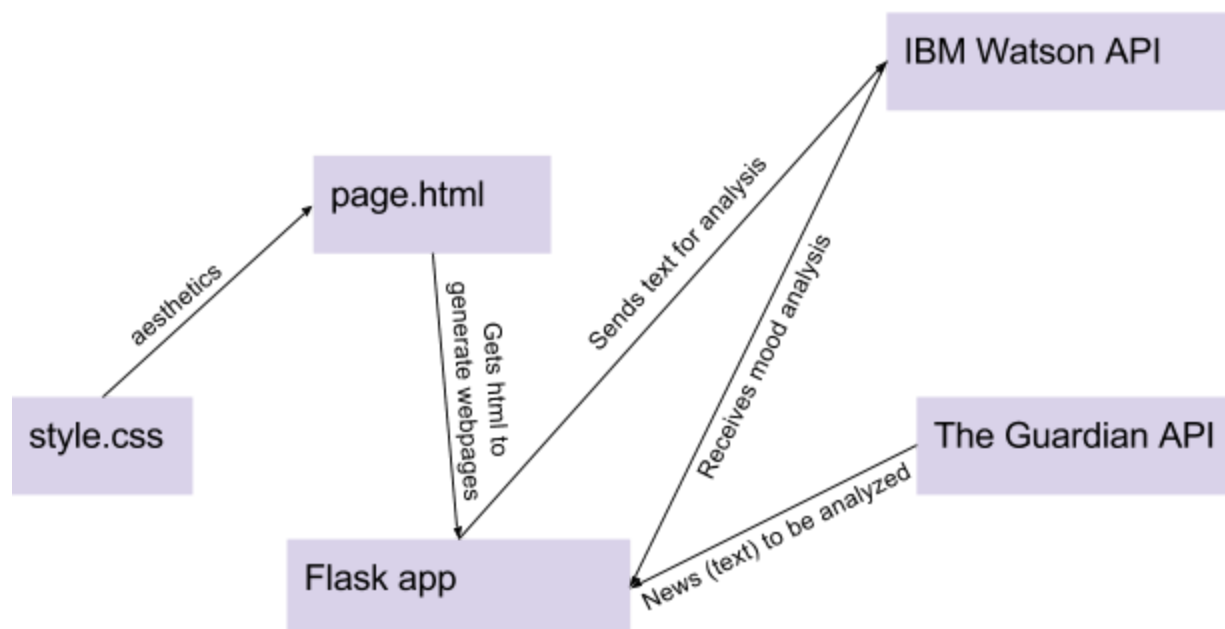 IBM Watson API
page.html
Sends text for analysis
aesthetics
Gets html to
generate webpages
Receives mood analysis
style.css
The Guardian API
News (text) to be analyzed
Flask app